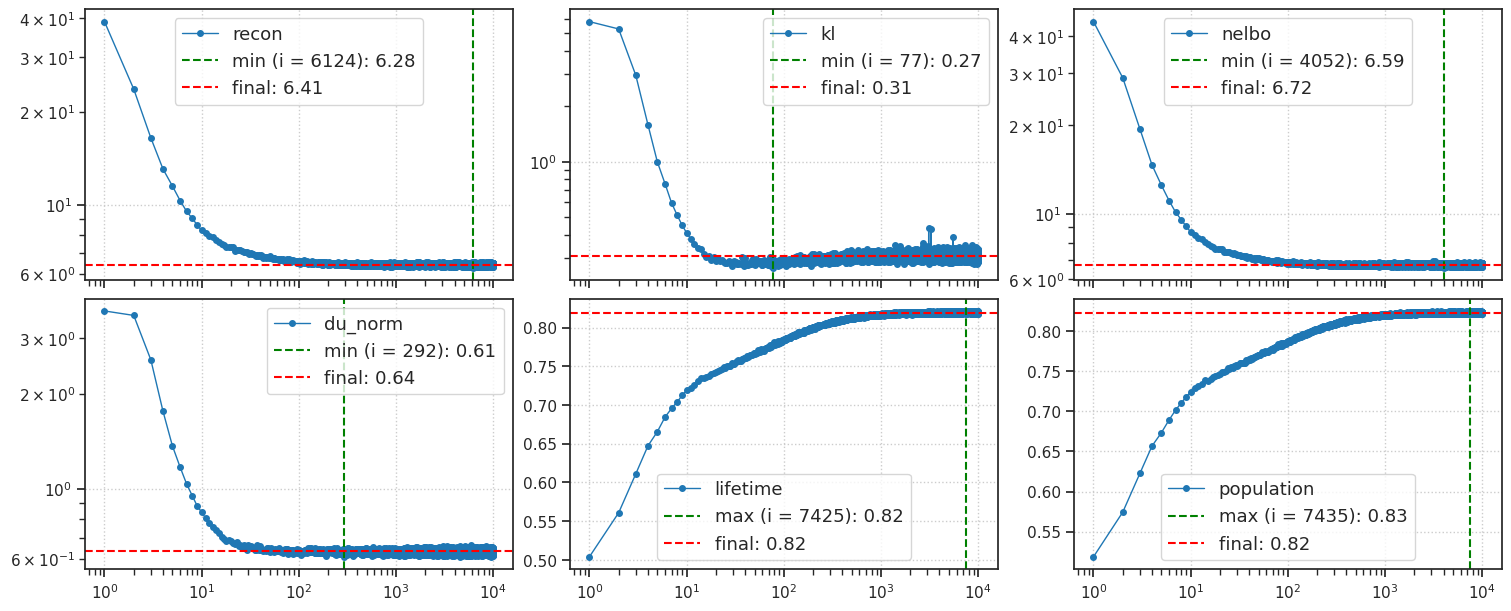 4 × 10¹
3 × 10¹
2 × 10¹
10¹
6 × 10⁰
recon
min (i = 6124): 6.28
final: 6.41
10⁰
kl
min (i = 77): 0.27
final: 0.31
4 × 10¹
3 × 10¹
2 × 10¹
10¹
6 × 10⁰
nelbo
min (i = 4052): 6.59
final: 6.72
3 × 10⁰
2 × 10⁰
10⁰
6 × 10⁻¹
du_norm
min (i = 292): 0.61
final: 0.64
10⁰ 10¹ 10² 10³ 10⁴
0.80
0.75
0.70
0.65
0.60
0.55
0.50
lifetime
max (i = 7425): 0.82
final: 0.82
10⁰ 10¹ 10² 10³ 10⁴
0.80
0.75
0.70
0.65
0.60
0.55
population
max (i = 7435): 0.83
final: 0.82
10⁰ 10¹ 10² 10³ 10⁴